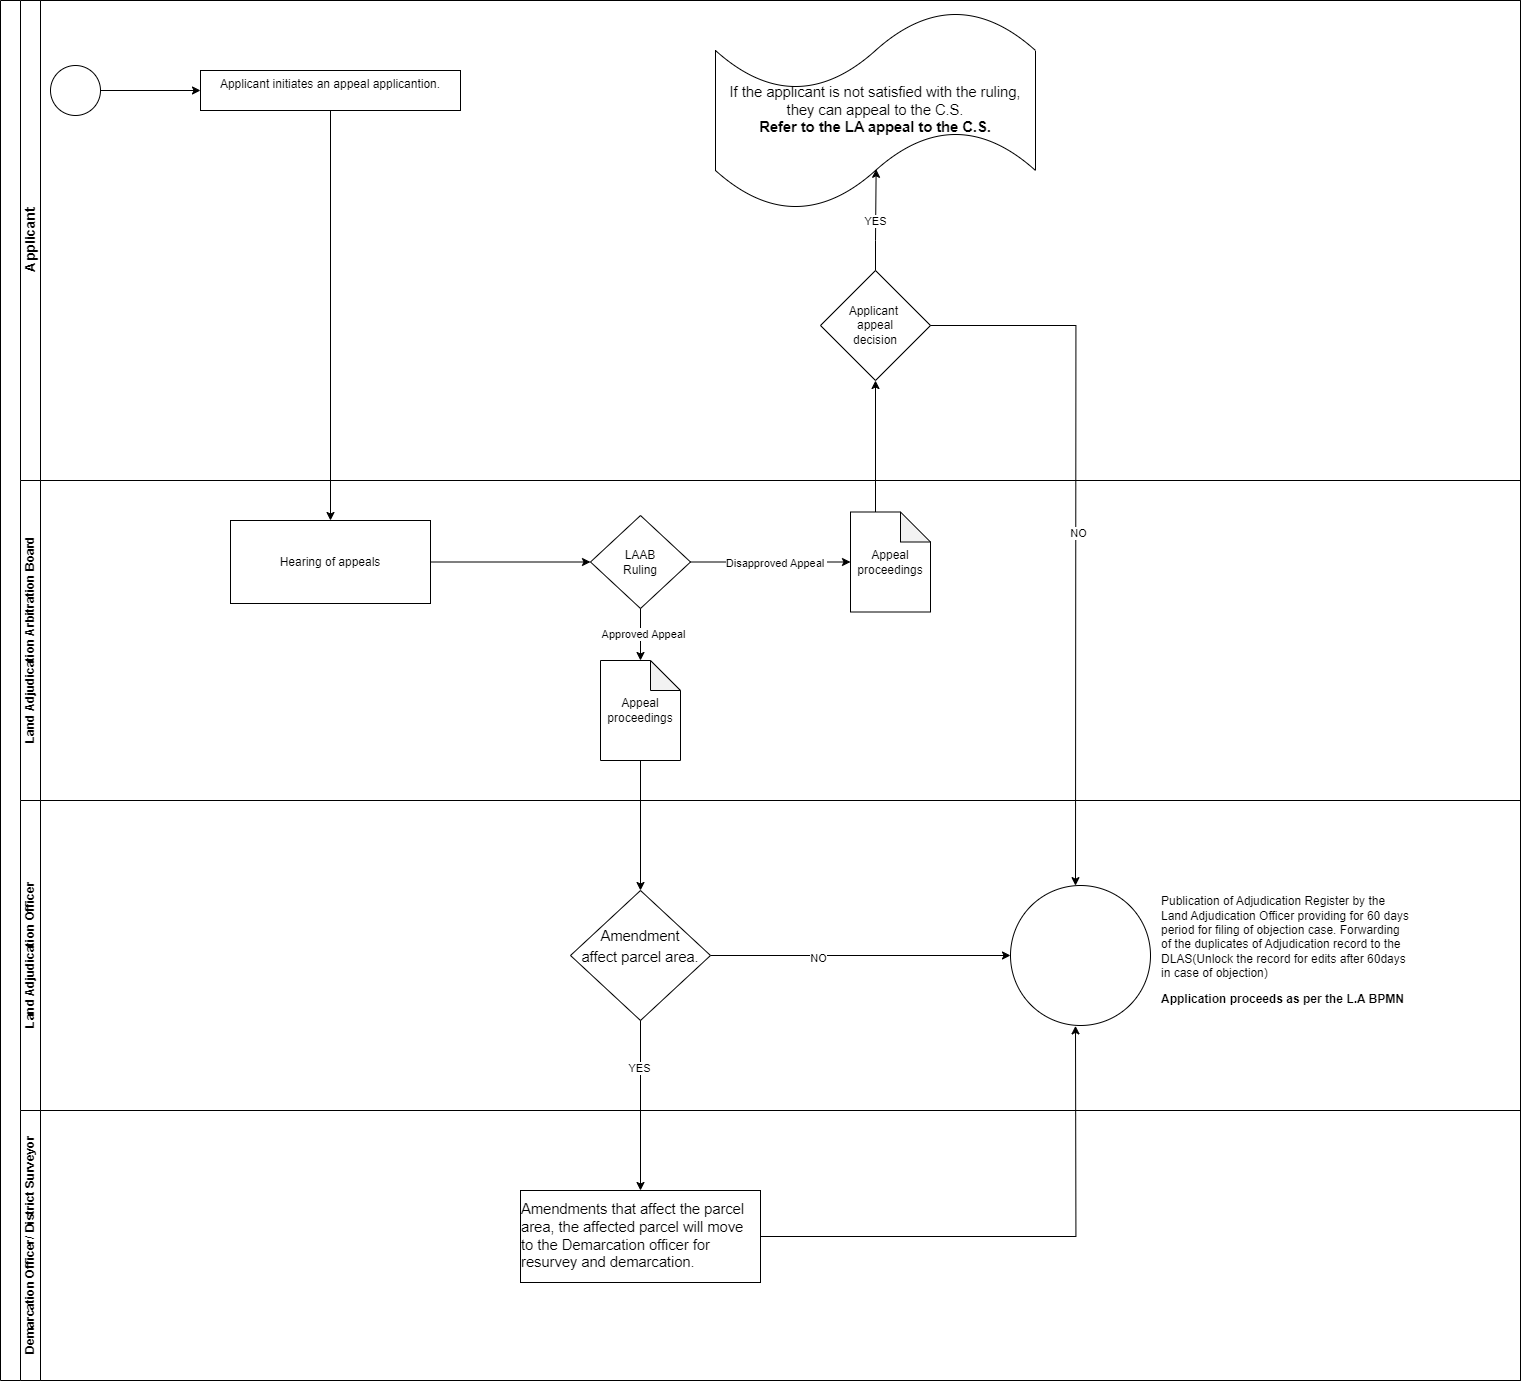 Applicant
Applicant initiates an appeal applicantion.
If the applicant is not satisfied with the ruling,
they can appeal to the C.S.
Refer to the LA appeal to the C.S.
YES
Applicant
appeal
decision
Land Adjudication Arbitration Board
Hearing of appeals
LAAB
Ruling
Disapproved Appeal
Appeal
proceedings
NO
Approved Appeal
Appeal
proceedings
Land Adjudication Officer
Amendment
affect parcel area.
NO
Publication of Adjudication Register by the
Land Adjudication Officer providing for 60 days
period for filing of objection case. Forwarding
of the duplicates of Adjudication record to the
DLAS(Unlock the record for edits after 60days
in case of objection)
Application proceeds as per the L.A BPMN
YES
Demarcation Officer/ District Surveyor
Amendments that affect the parcel
area, the affected parcel will move
to the Demarcation officer for
resurvey and demarcation.